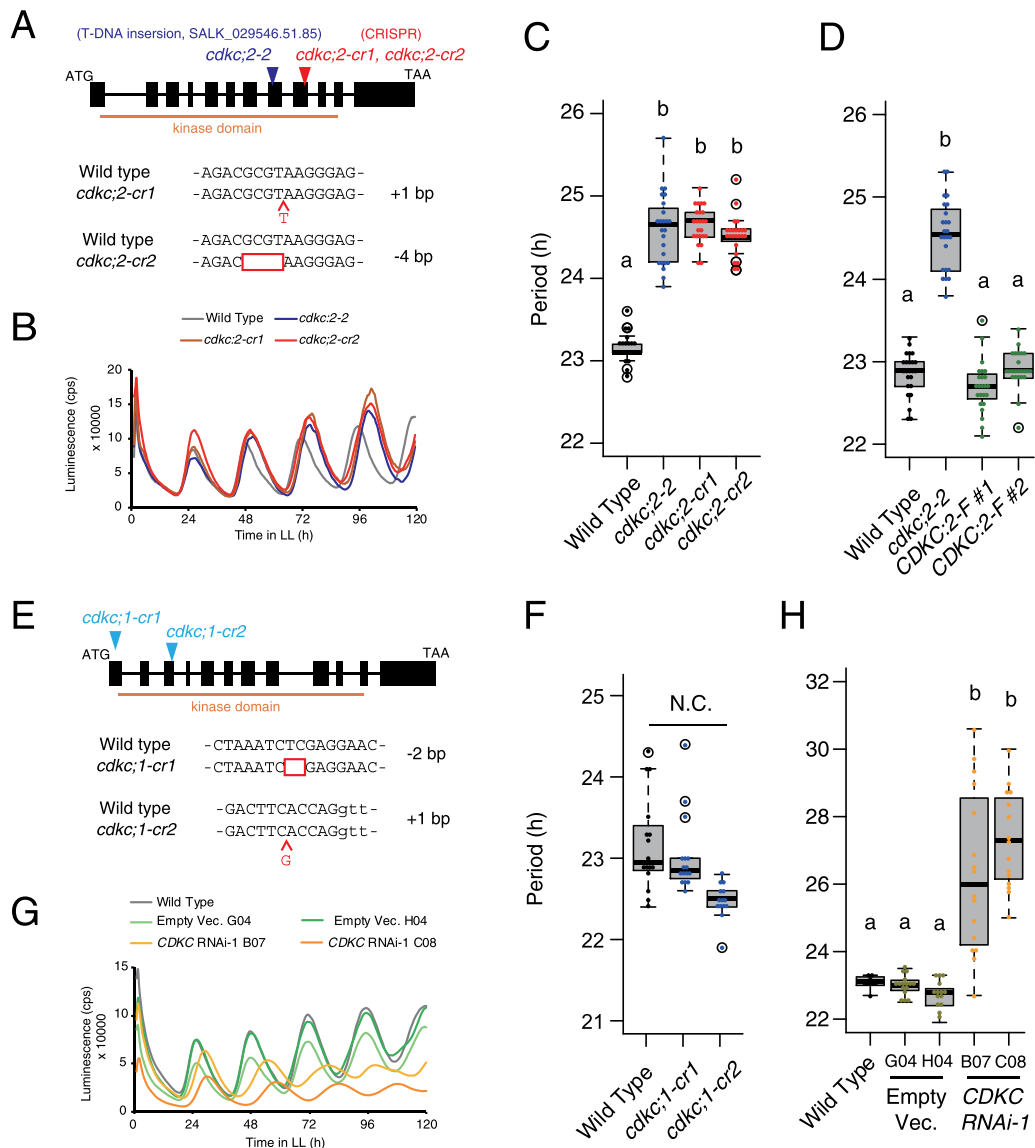 A
(T-DNA insersion, SALK_029546.51.85)
(CRISPR)
cdkc;2-2
cdkc;2-cr1, cdkc;2-cr2
ATG
TAA
kinase domain
Wild type
-AGACGCGTAAGGGAG-
cdkc;2-cr1
-AGACGCGTAAGGGAG-
+1 bp
T
Wild type
-AGACGCGTAAGGGAG-
cdkc;2-cr2
-AGAC
AAGGGAG-
-4 bp
B
Wild Type
cdkc:2-2
cdkc:2-cr1
cdkc;2-cr2
Luminescence (cps)
x 10000
20
15
10
5
0
0
24
48
72
96
120
Time in LL (h)
C
Period (h)
26
25
24
23
22
a
b
b
b
Wild Type
cdkc;2-2
cdkc;2-cr1
cdkc;2-cr2
D
26
25
24
23
22
a
b
a
a
Wild Type
cdkc;2-2
CDKC:2-F #1
CDKC:2-F #2
E
cdkc;1-cr1
cdkc;1-cr2
ATG
TAA
kinase domain
Wild type
-CTAAATCTCGAGGAAC-
cdkc;1-cr1
-CTAAATC
GAGGAAC-
-2 bp
Wild type
-GACTTCACCAGgtt-
cdkc;1-cr2
-GACTTCACCAGgtt-
+1 bp
G
F
Period (h)
25
24
23
22
21
N.C.
Wild Type
cdkc;1-cr1
cdkc;1-cr2
G
Wild Type
Empty Vec. G04
Empty Vec. H04
CDKC RNAi-1 B07
CDKC RNAi-1 C08
Luminescence (cps)
x 10000
15
10
5
0
0
24
48
72
96
120
Time in LL (h)
H
32
30
28
26
24
22
a
a
a
b
b
Wild Type
G04
H04
B07
C08
Empty
Vec.
CDKC
RNAi-1